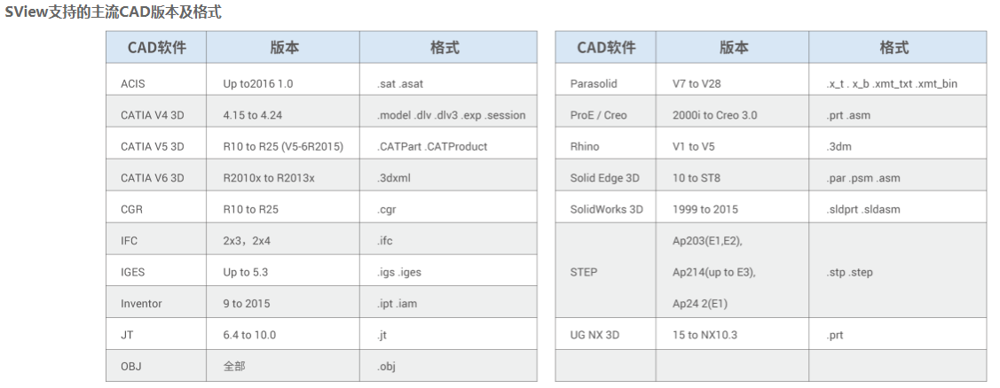 SView支持的主流CAD版本及格式
CAD软件 版本 格式
ACIS Up to2016 1.0 .sat .asat
CATIA V4 3D 4.15 to 4.24 .model .dlv .dlv3 .exp .session
CATIA V5 3D R10 to R25 (V5-6R2015) .CATPart .CATProduct
CATIA V6 3D R2010x to R2013x .3dxml
CGR R10 to R25 .cgr
IFC 2x3，2x4 .ifc
IGES Up to 5.3 .igs .iges
Inventor 9 to 2015 .ipt .iam
JT 6.4 to 10.0 .jt
OBJ 全部 .obj
CAD软件 版本 格式
Parasolid V7 to V28 .x_t . x_b .xmt_txt .xmt_bin
ProE / Creo 2000i to Creo 3.0 .prt .asm
Rhino V1 to V5 .3dm
Solid Edge 3D 10 to ST8 .par .psm .asm
SolidWorks 3D 1999 to 2015 .sldprt .sldasm
Ap203(E1,E2),
STEP Ap214(up to E3), .stp .step
Ap24 2(E1)
UG NX 3D 15 to NX10.3 .prt